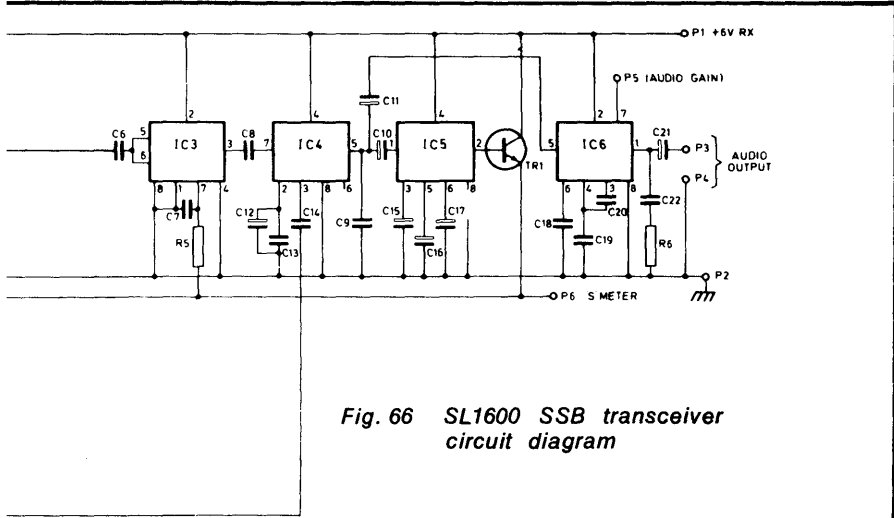 P1 +6V RX
P5 (AUDIO GAIN)
C11
2
4
4
2
7
C6
5
6
IC3
3
C8
7
IC4
5
C10
1
IC5
2
TR1
5
IC6
1
C21
P3
P4
AUDIO
OUTPUT
8
1
7
4
2
3
8
6
3
5
6
8
6
4
3
8
C7
C12
C14
C9
C15
C17
C18
C20
C22
R5
C13
C16
C19
R6
P2
P6 S METER
Fig. 66 SL1600 SSB transceiver
circuit diagram